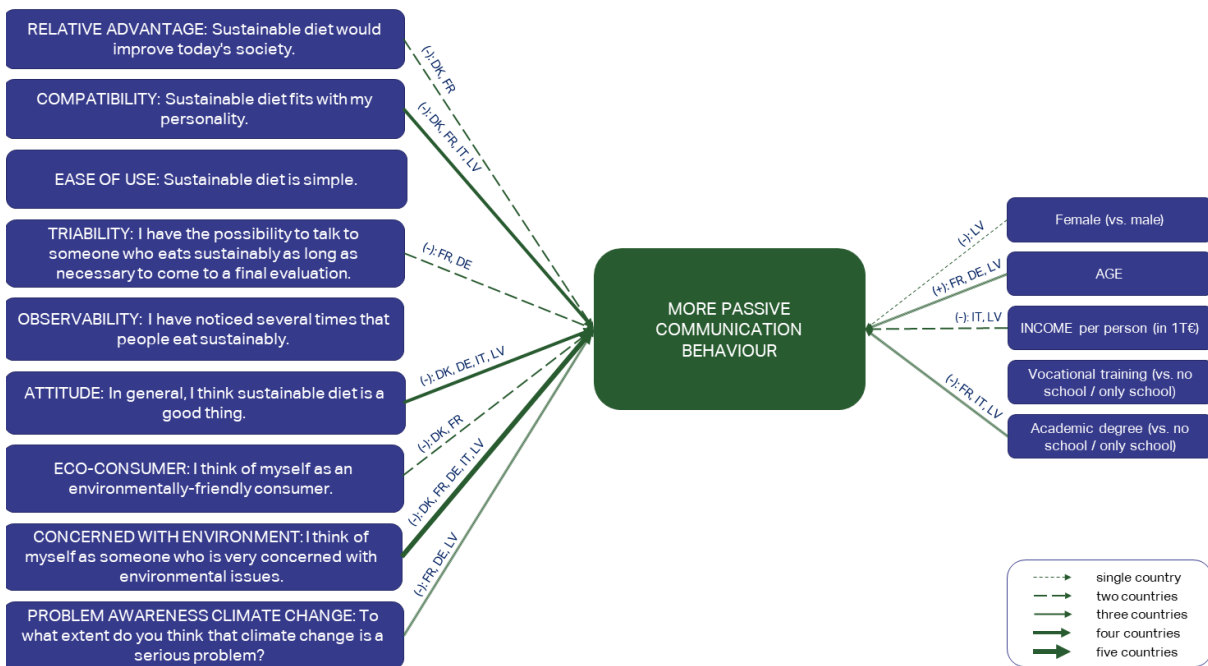 RELATIVE ADVANTAGE: Sustainable diet would
improve today's society.
(-): DK, FR
COMPATIBILITY: Sustainable diet fits with my
personality.
(-): DK, FR, IT, LV
EASE OF USE: Sustainable diet is simple.
TRIABILITY: I have the possibility to talk to
someone who eats sustainably as long as
necessary to come to a final evaluation.
(-): FR, DE
OBSERVABILITY: I have noticed several times that
people eat sustainably.
ATTITUDE: In general, I think sustainable diet is a
good thing.
(-): DK, DE, IT, LV
ECO-CONSUMER: I think of myself as an
environmentally-friendly consumer.
(-): DK, FR
CONCERNED WITH ENVIRONMENT: I think of
myself as someone who is very concerned with
environmental issues.
(-): DK, FR, DE, IT, LV
PROBLEM AWARENESS CLIMATE CHANGE: To
what extent do you think that climate change is a
serious problem?
(-): FR, DE, LV
MORE PASSIVE
COMMUNICATION
BEHAVIOUR
(-): LV
Female (vs. male)
(+): FR, DE, LV
AGE
(-): IT, LV
INCOME per person (in 1T€)
Vocational training (vs. no
school / only school)
(-): FR, IT, LV
Academic degree (vs. no
school / only school)
single country
two countries
three countries
four countries
five countries